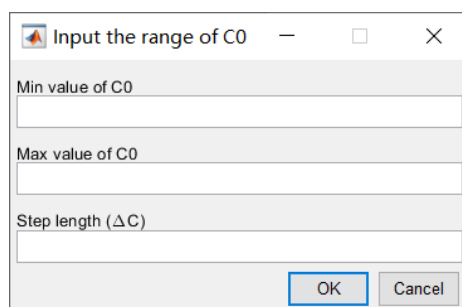 Input the range of C0
Min value of C0
Max value of C0
Step length (ΔC)
OK Cancel